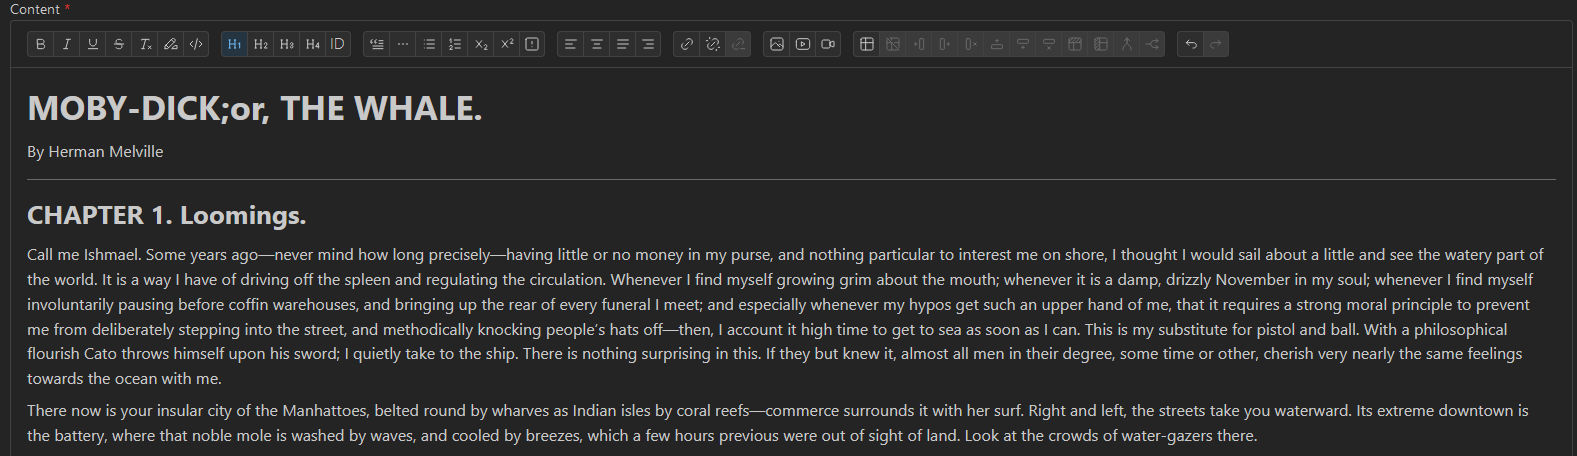 Content *
B I U S Tx </> H1 H2 H3 H4 ID X2 X2
MOBY-DICK;or, THE WHALE.
By Herman Melville
CHAPTER 1. Loomings.
Call me Ishmael. Some years ago—never mind how long precisely—having little or no money in my purse, and nothing particular to interest me on shore, I thought I would sail about a little and see the watery part of
the world. It is a way I have of driving off the spleen and regulating the circulation. Whenever I find myself growing grim about the mouth; whenever it is a damp, drizzly November in my soul; whenever I find myself
involuntarily pausing before coffin warehouses, and bringing up the rear of every funeral I meet; and especially whenever my hypos get such an upper hand of me, that it requires a strong moral principle to prevent
me from deliberately stepping into the street, and methodically knocking people’s hats off—then, I account it high time to get to sea as soon as I can. This is my substitute for pistol and ball. With a philosophical
flourish Cato throws himself upon his sword; I quietly take to the ship. There is nothing surprising in this. If they but knew it, almost all men in their degree, some time or other, cherish very nearly the same feelings
towards the ocean with me.
There now is your insular city of the Manhattoes, belted round by wharves as Indian isles by coral reefs—commerce surrounds it with her surf. Right and left, the streets take you waterward. Its extreme downtown is
the battery, where that noble mole is washed by waves, and cooled by breezes, which a few hours previous were out of sight of land. Look at the crowds of water-gazers there.